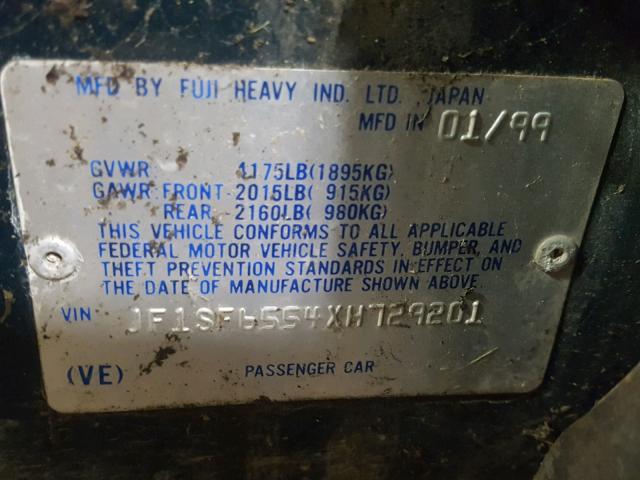 MFD BY FUJI HEAVY IND. LTD. JAPAN
MFD IN 01/99
GVWR 4175LB(1895KG)
GAWR:FRONT-2015LB( 915KG)
REAR -2160LB( 980KG)
THIS VEHICLE CONFORMS TO ALL APPLICABLE
FEDERAL MOTOR VEHICLE SAFETY, BUMPER, AND
THEFT PREVENTION STANDARDS IN EFFECT ON
THE DATE OF MANUFACTURE SHOWN ABOVE.
VIN JF1SF6554XH729201
(VE) PASSENGER CAR